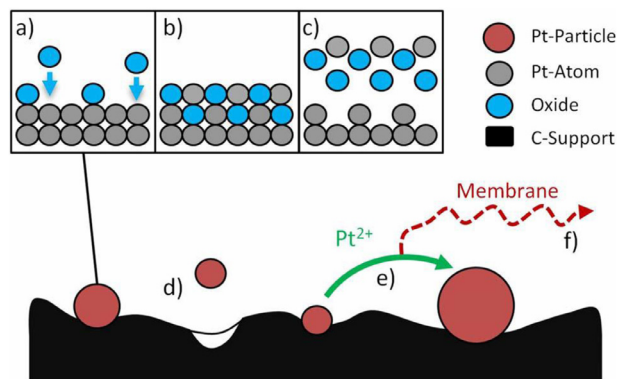 a)
b)
c)
Pt-Particle
Pt-Atom
Oxide
C-Support
Membrane
Pt2+
d)
e)
f)